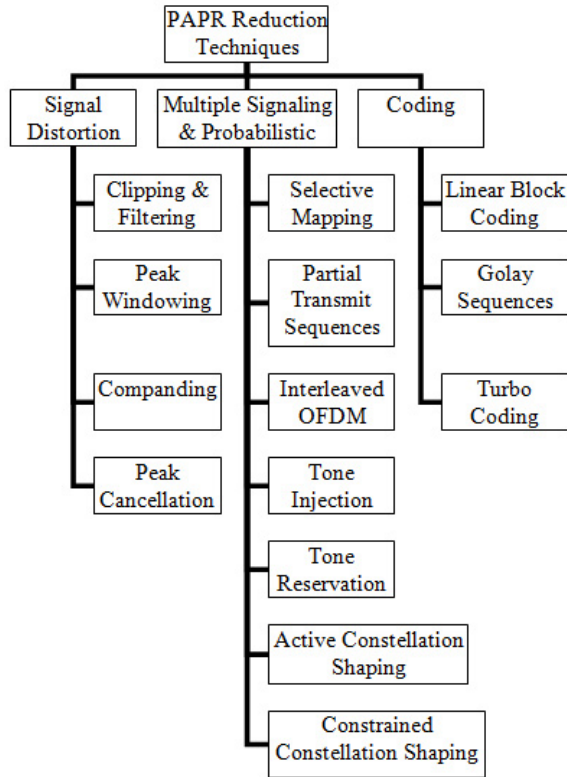 PAPR Reduction
Techniques
Signal
Distortion
Multiple Signaling
& Probabilistic
Coding
Clipping &
Filtering
Peak
Windowing
Companding
Peak
Cancellation
Selective
Mapping
Partial
Transmit
Sequences
Interleaved
OFDM
Tone
Injection
Tone
Reservation
Active Constellation
Shaping
Constrained
Constellation Shaping
Linear Block
Coding
Golay
Sequences
Turbo
Coding